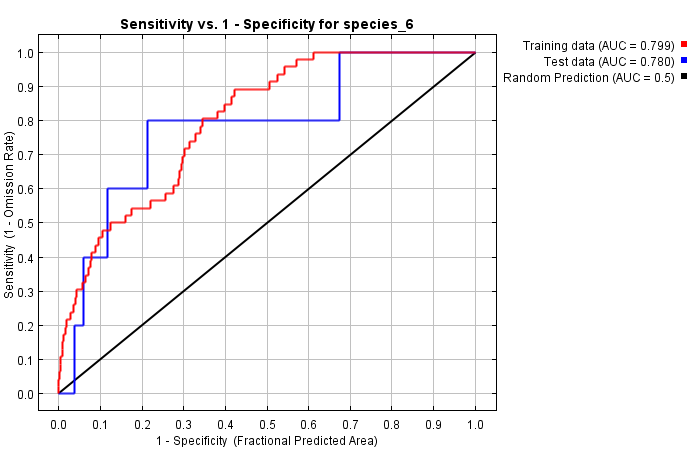 Sensitivity vs. 1 - Specificity for species_6
Training data (AUC = 0.799)
Test data (AUC = 0.780)
Random Prediction (AUC = 0.5)
Sensitivity (1 - Omission Rate)
1.0
0.9
0.8
0.7
0.6
0.5
0.4
0.3
0.2
0.1
0.0
0.0 0.1 0.2 0.3 0.4 0.5 0.6 0.7 0.8 0.9 1.0
1 - Specificity (Fractional Predicted Area)